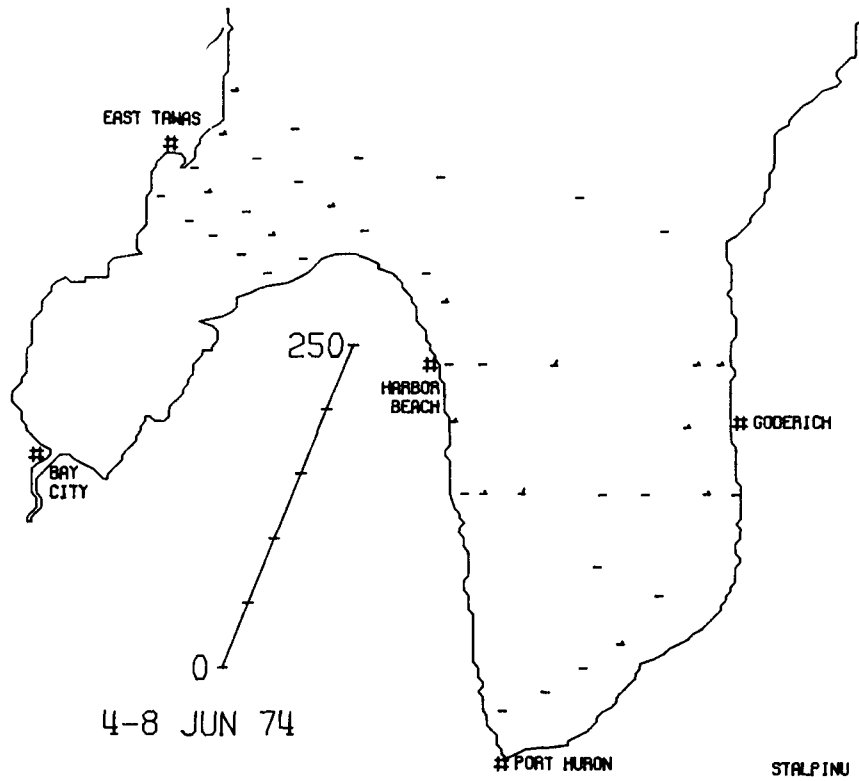 EAST TAWAS
#
250
#
HARBOR
BEACH
# GODERICH
#
BAY
CITY
0
4-8 JUN 74
# PORT HURON
STALPINU